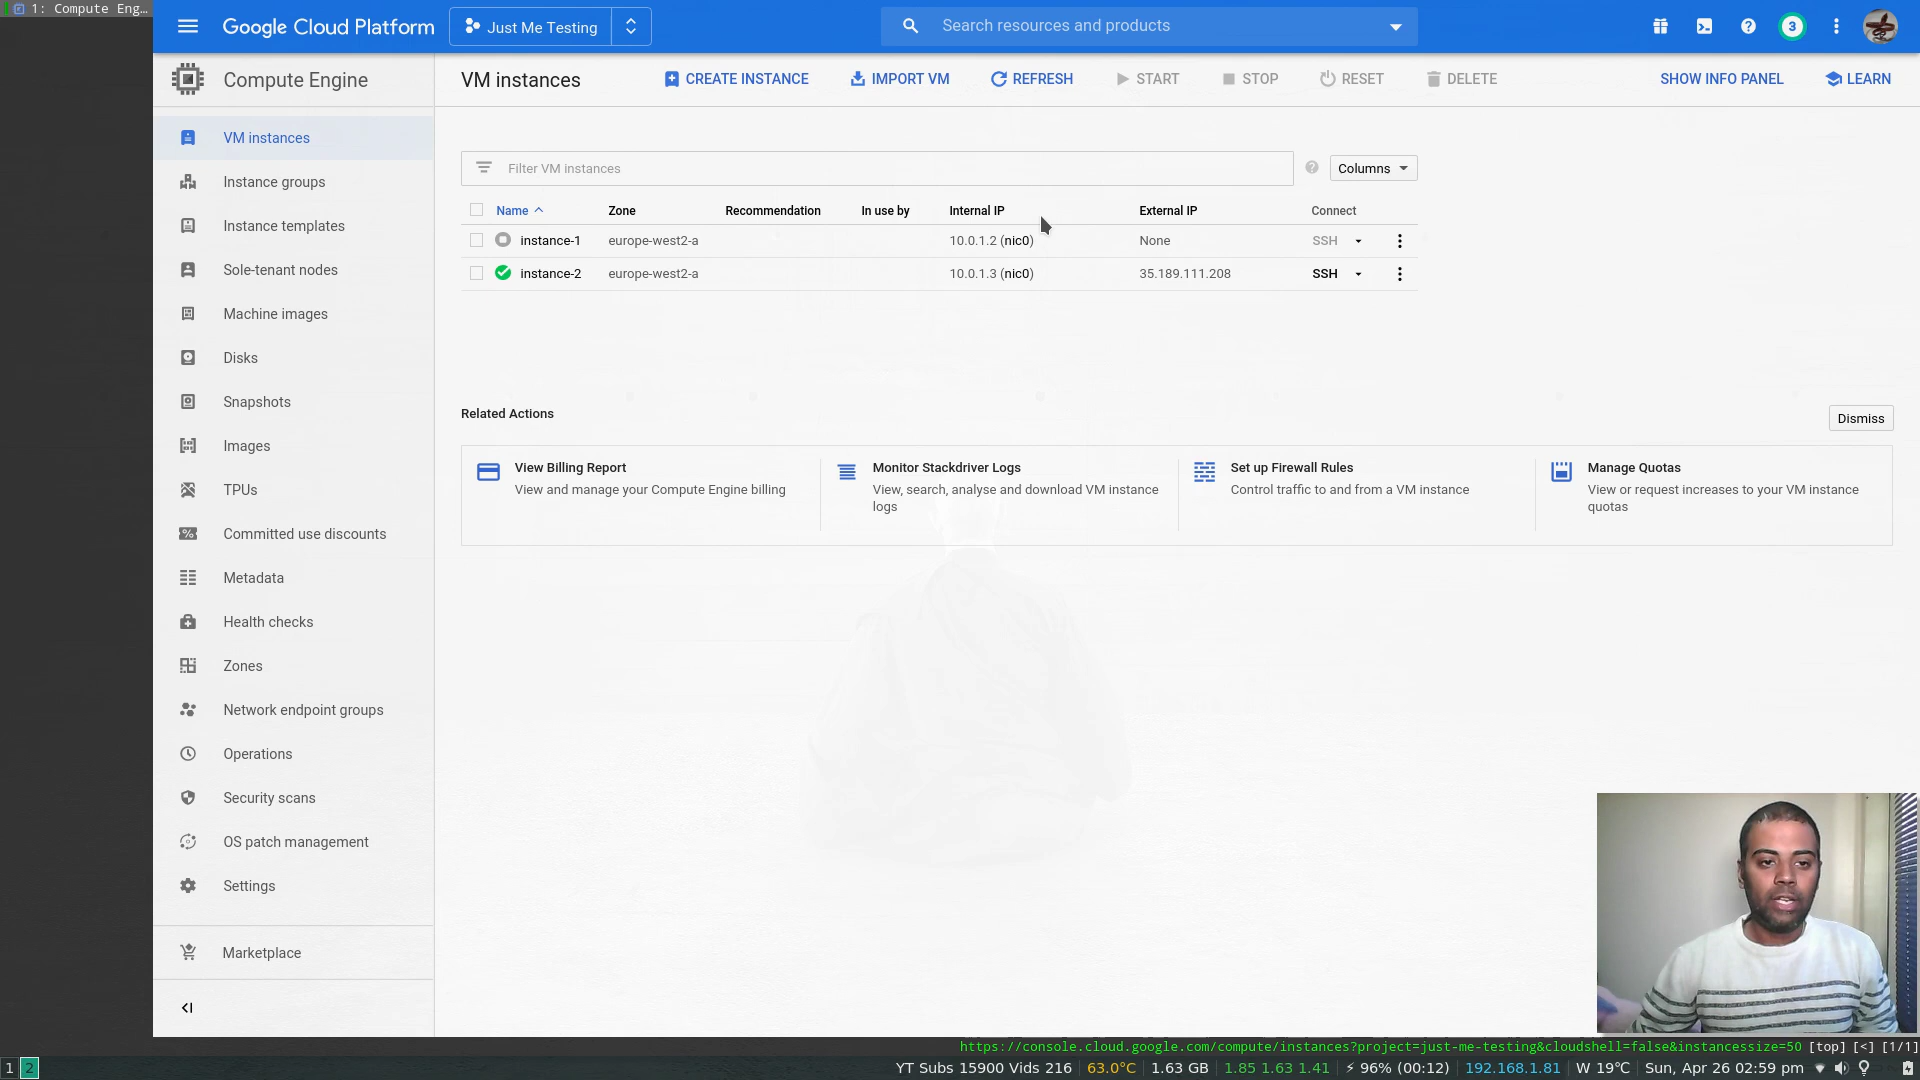 1: Compute Eng…
Google Cloud Platform
Just Me Testing
Search resources and products
3
Compute Engine
VM instances
CREATE INSTANCE
IMPORT VM
REFRESH
START
STOP
RESET
DELETE
SHOW INFO PANEL
LEARN
VM instances
Instance groups
Instance templates
Sole-tenant nodes
Machine images
Disks
Snapshots
Images
TPUs
Committed use discounts
Metadata
Health checks
Zones
Network endpoint groups
Operations
Security scans
OS patch management
Settings
Marketplace
Filter VM instances
Columns
Name Zone Recommendation In use by Internal IP External IP Connect
instance-1 europe-west2-a 10.0.1.2 (nic0) None SSH
instance-2 europe-west2-a 10.0.1.3 (nic0) 35.189.111.208 SSH
Related Actions
Dismiss
View Billing Report
View and manage your Compute Engine billing
Monitor Stackdriver Logs
View, search, analyse and download VM instance
logs
Set up Firewall Rules
Control traffic to and from a VM instance
Manage Quotas
View or request increases to your VM instance
quotas
https://console.cloud.google.com/compute/instances?project=just-me-testing&cloudshell=false&instancessize=50 [top] [<] [1/1]
1 2
YT Subs 15900 Vids 216 63.0°C 1.63 GB 1.85 1.63 1.41 ⚡ 96% (00:12) 192.168.1.81 W 19℃ Sun, Apr 26 02:59 pm